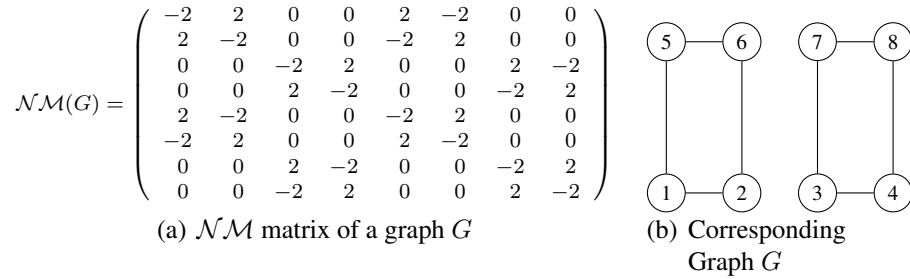 −2 2 0 0 2 −2 0 0
2 −2 0 0 −2 2 0 0
0 0 −2 2 0 0 2 −2
0 0 2 −2 0 0 −2 2
𝒩ℳ(G) =
2 −2 0 0 −2 2 0 0
−2 2 0 0 2 −2 0 0
0 0 2 −2 0 0 −2 2
0 0 −2 2 0 0 2 −2
(a) 𝒩ℳ matrix of a graph G
5 6 7 8
1 2 3 4
(b) Corresponding
Graph G